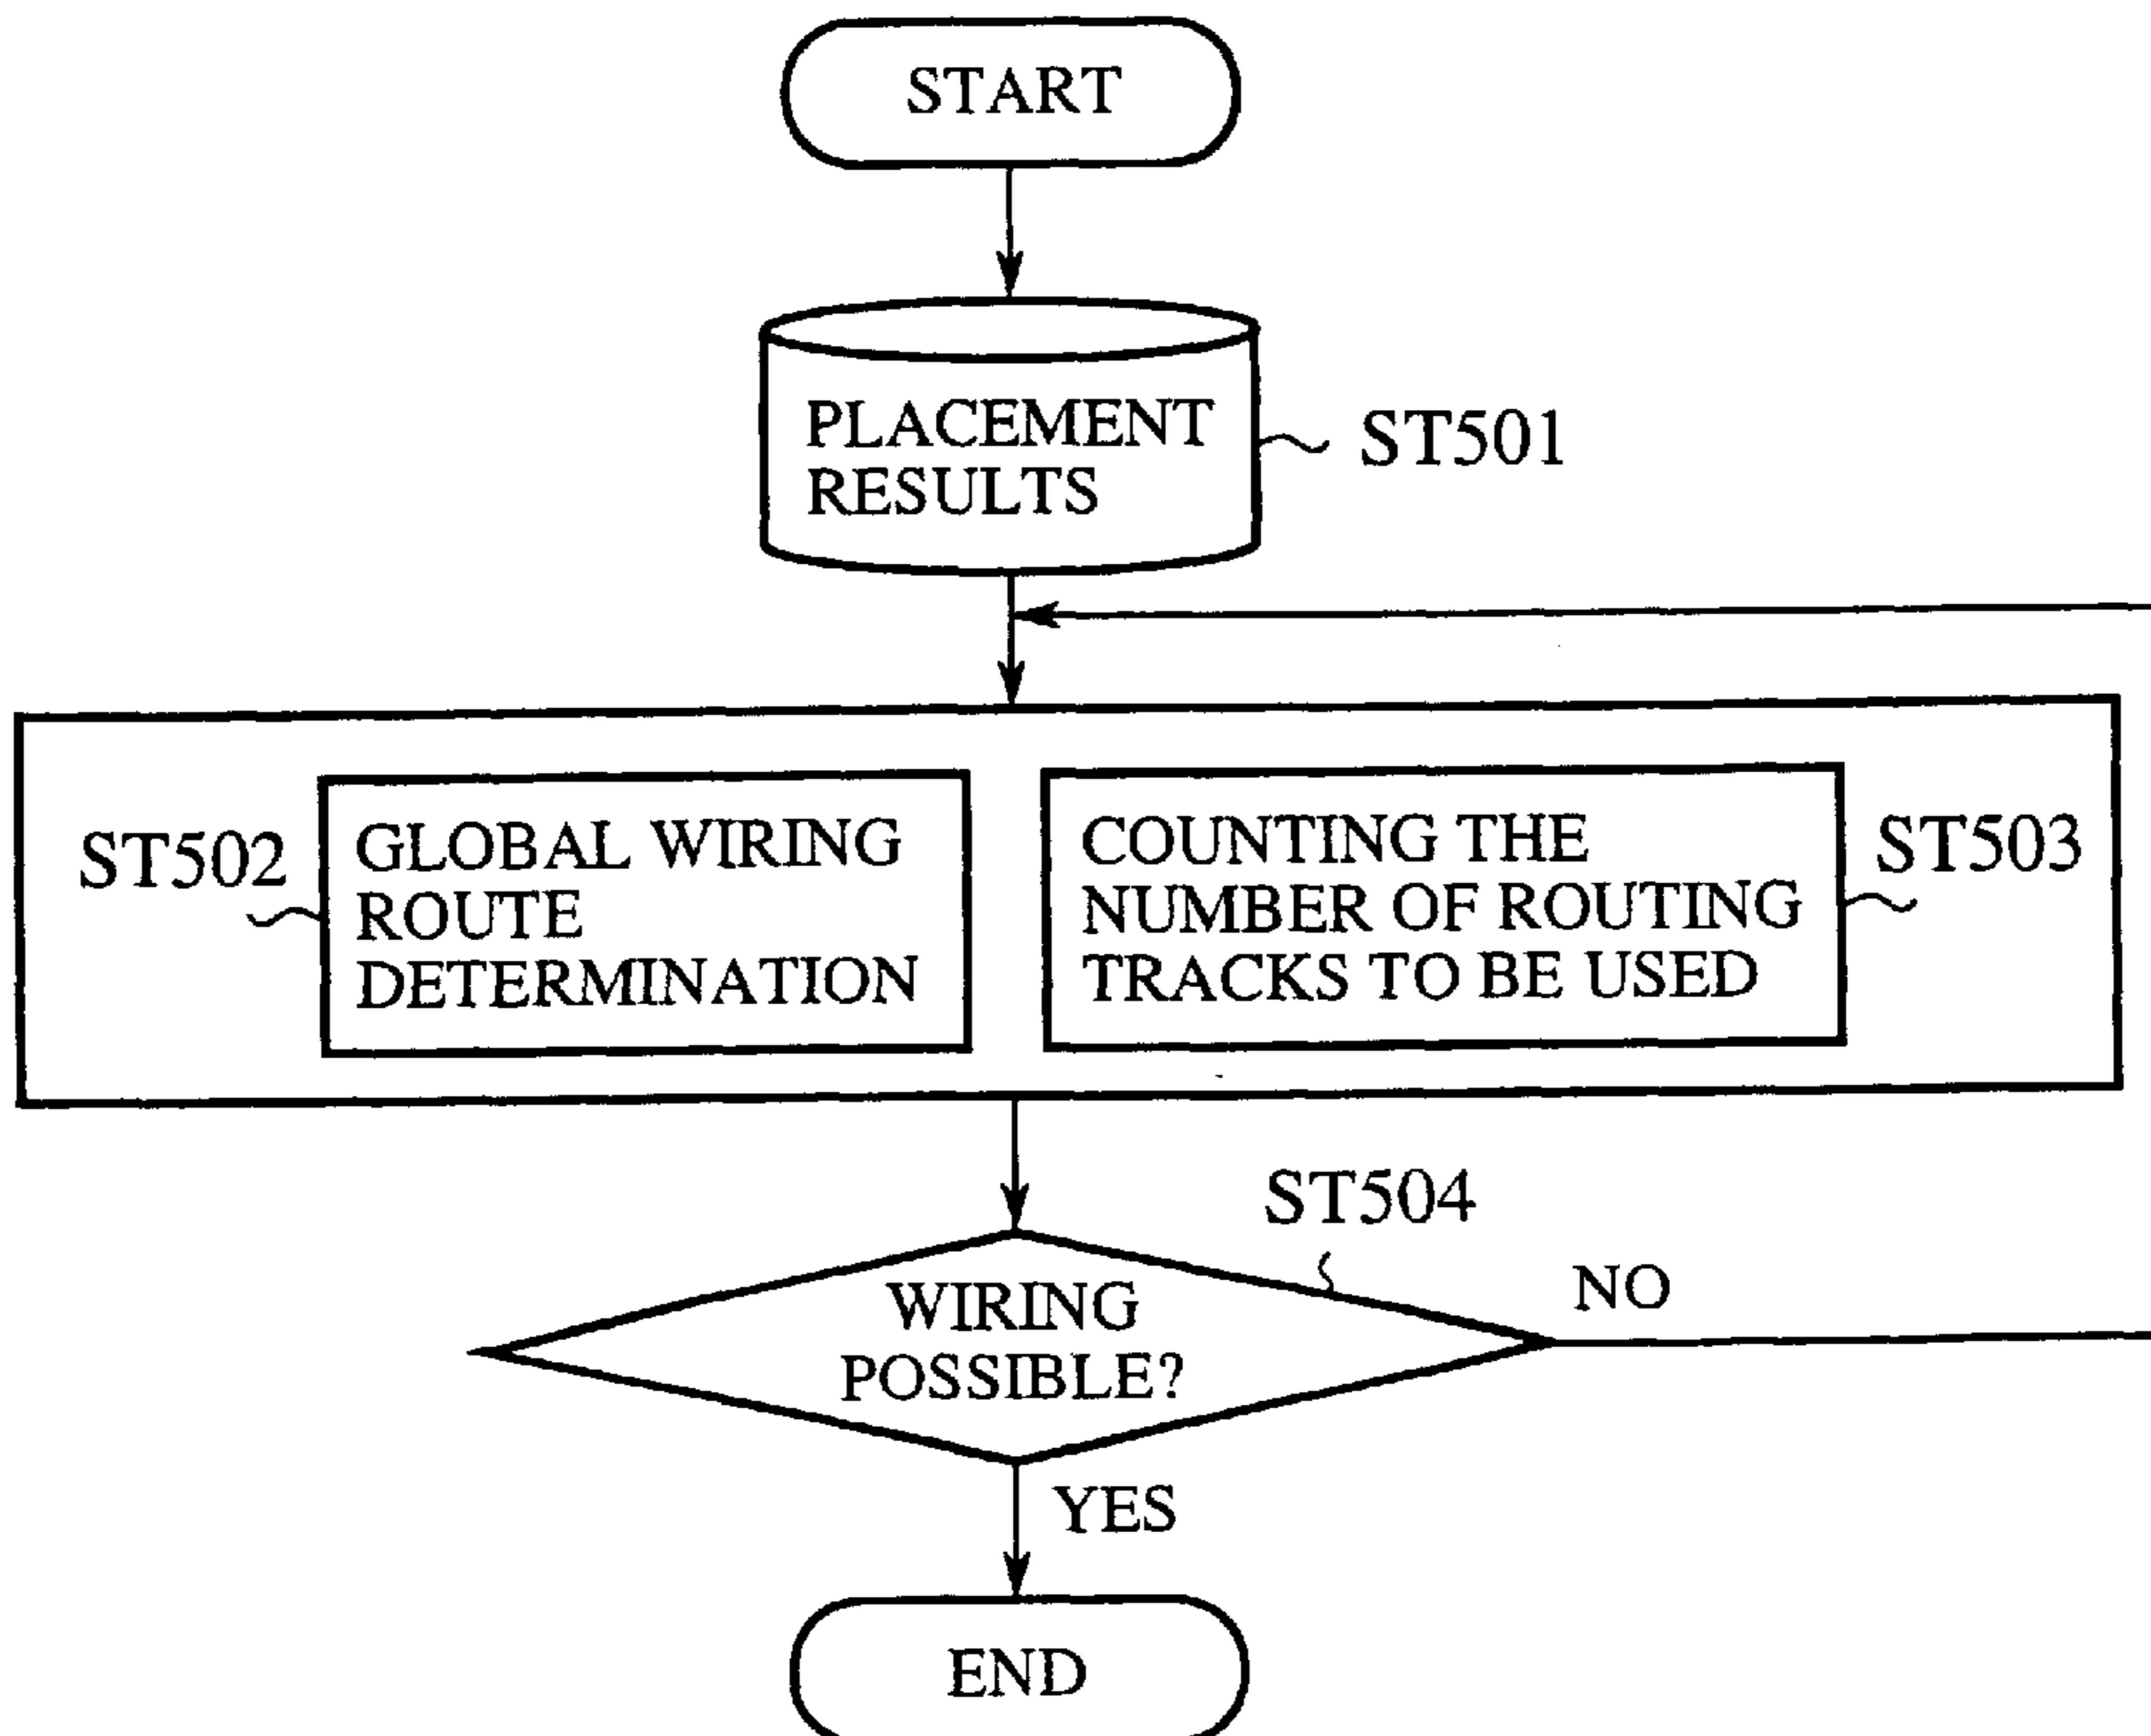 START
PLACEMENT
RESULTS
ST501
ST502
GLOBAL WIRING
ROUTE
DETERMINATION
COUNTING THE
NUMBER OF ROUTING
TRACKS TO BE USED
ST503
ST504
WIRING
POSSIBLE?
NO
YES
END